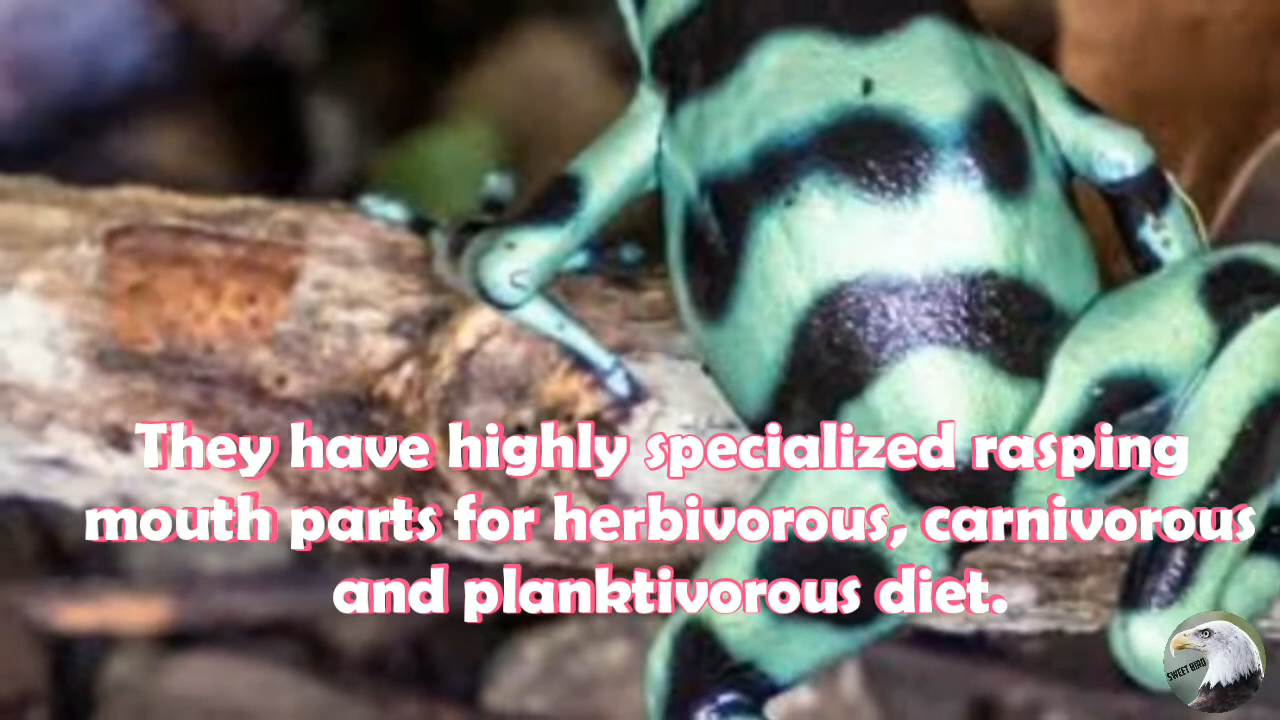 They have highly specialized rasping
mouth parts for herbivorous, carnivorous
and planktivorous diet.
SWEET BIRD